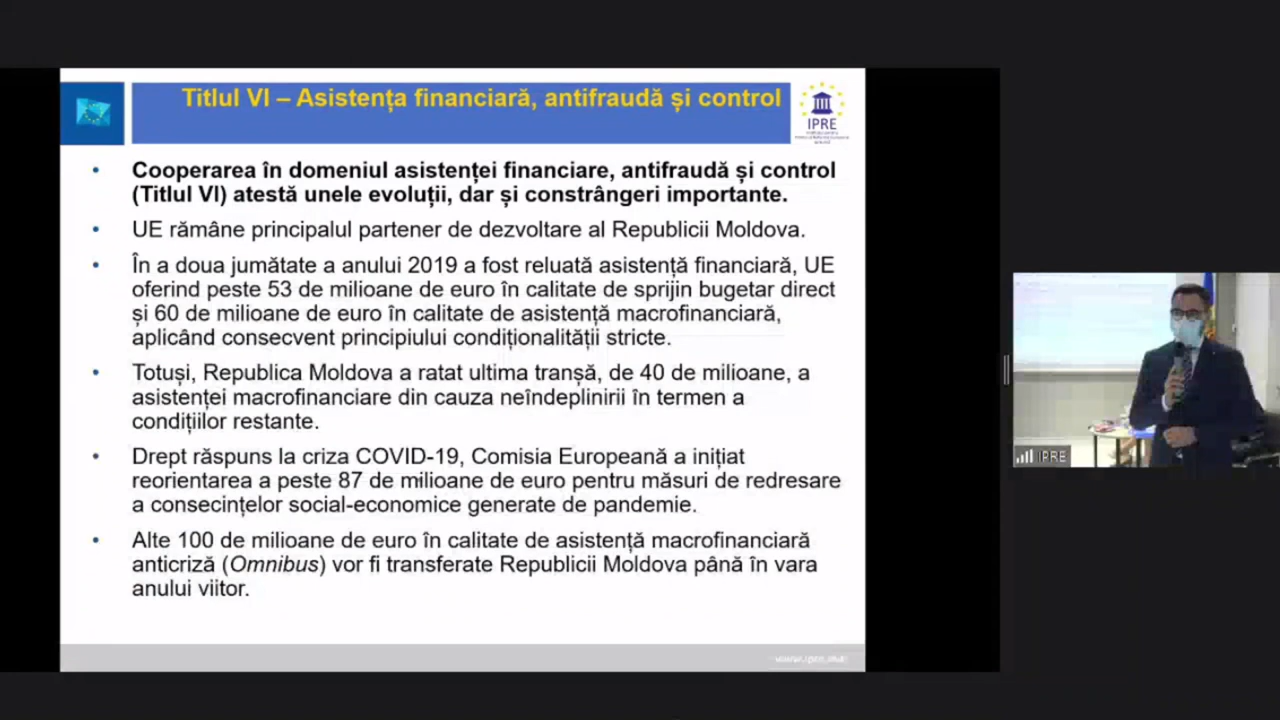 Titlul VI – Asistența financiară, antifraudă și control
IPRE
Cooperarea în domeniul asistenței financiare, antifraudă și control
(Titlul VI) atestă unele evoluții, dar și constrângeri importante.
UE rămâne principalul partener de dezvoltare al Republicii Moldova.
În a doua jumătate a anului 2019 a fost reluată asistență financiară, UE
oferind peste 53 de milioane de euro în calitate de sprijin bugetar direct
și 60 de milioane de euro în calitate de asistență macrofinanciară,
aplicând consecvent principiului condiționalității stricte.
Totuși, Republica Moldova a ratat ultima tranșă, de 40 de milioane, a
asistenței macrofinanciare din cauza neîndeplinirii în termen a
condițiilor restante.
Drept răspuns la criza COVID-19, Comisia Europeană a inițiat
reorientarea a peste 87 de milioane de euro pentru măsuri de redresare
a consecințelor social-economice generate de pandemie.
Alte 100 de milioane de euro în calitate de asistență macrofinanciară
anticriză (Omnibus) vor fi transferate Republicii Moldova până în vara
anului viitor.
IPRE